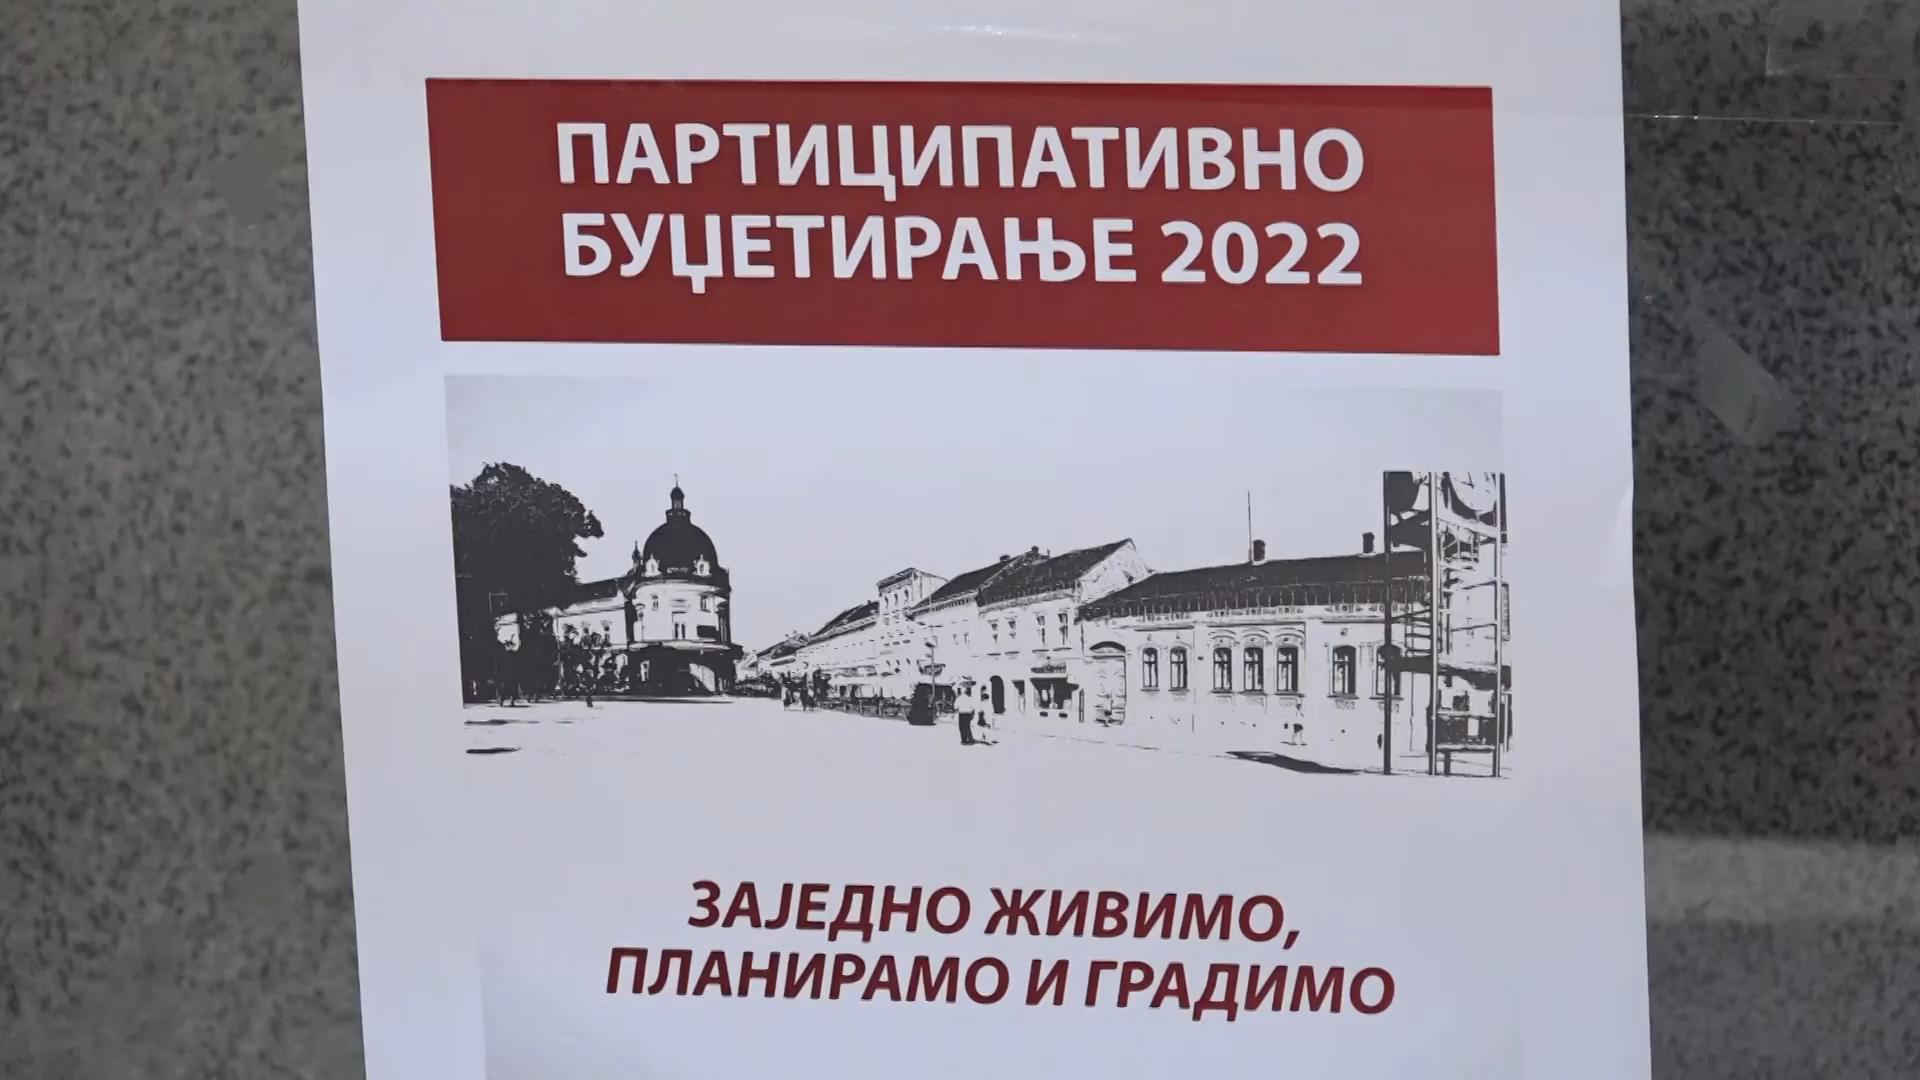 ПАРТИЦИПАТИВНО
БУЏЕТИРАЊЕ 2022
ЗАЈЕДНО ЖИВИМО,
ПЛАНИРАМО И ГРАДИМО